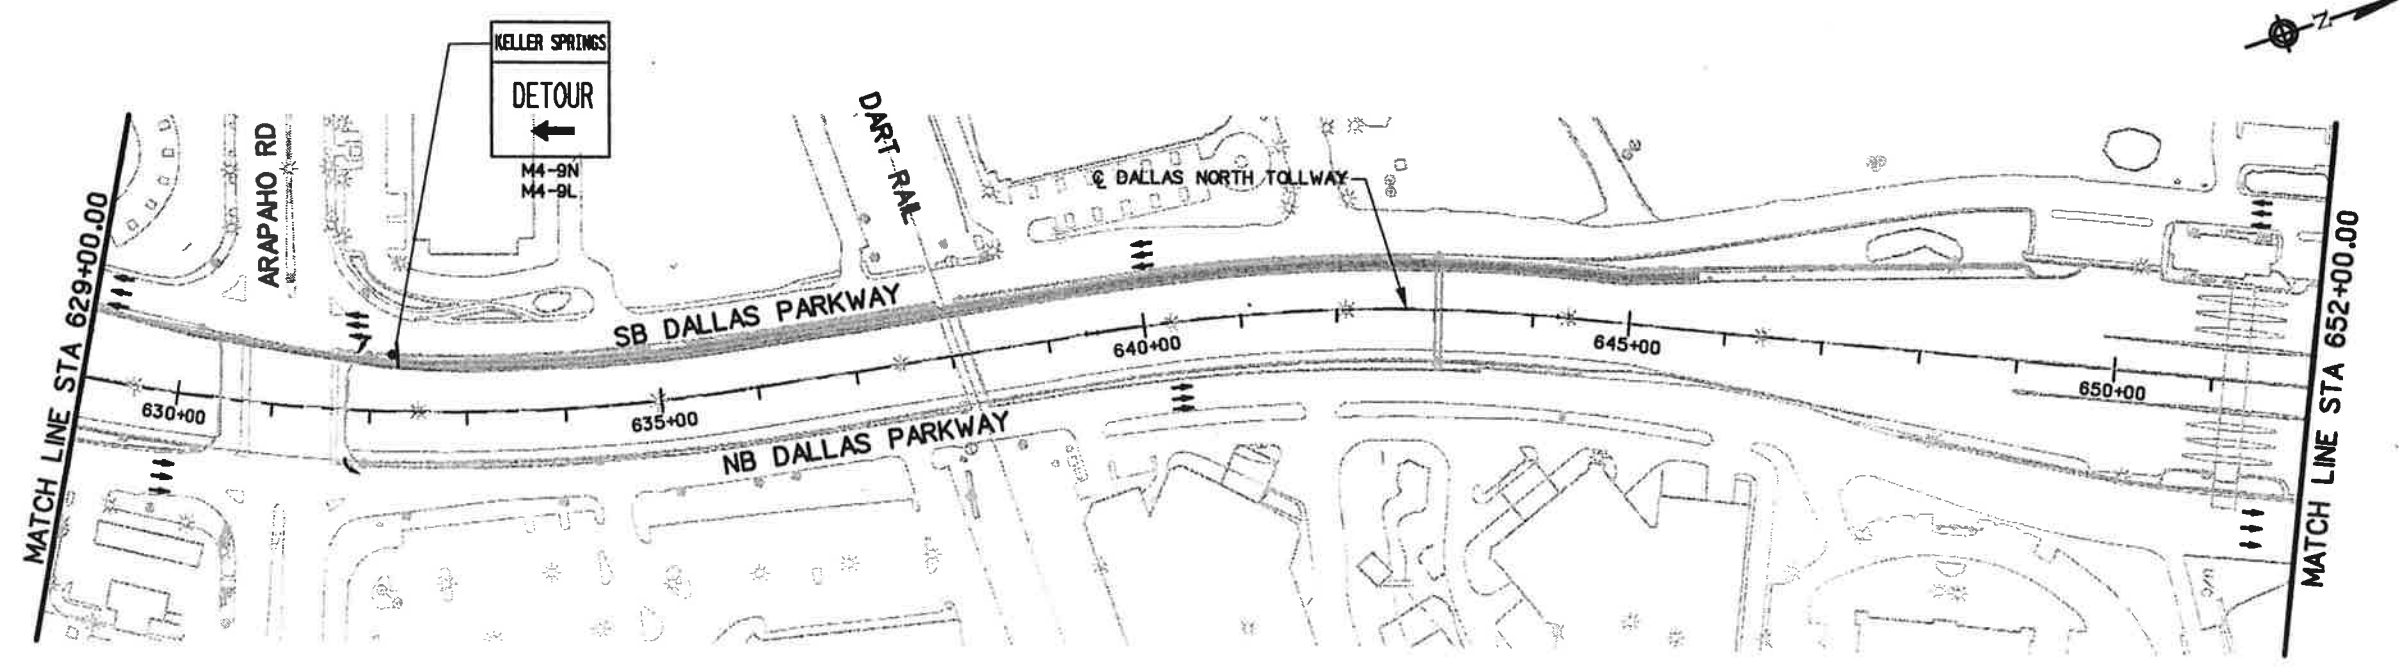 KELLER SPRINGS
DETOUR
M4-9N
M4-9L
N
MATCH LINE STA 629+00.00
ARAPAHO RD
DART RAIL
℄ DALLAS NORTH TOLLWAY
SB DALLAS PARKWAY
630+00
635+00
640+00
645+00
650+00
NB DALLAS PARKWAY
MATCH LINE STA 652+00.00